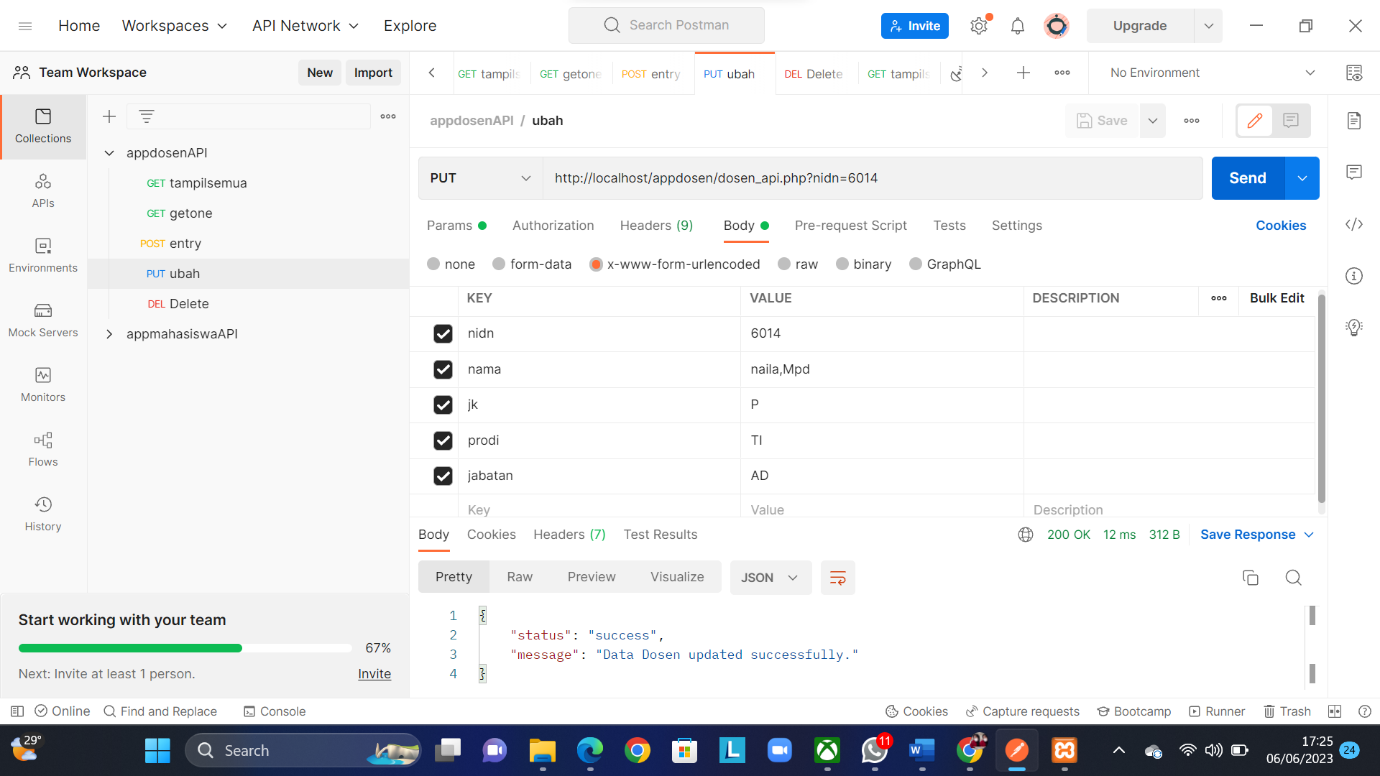 Home Workspaces API Network Explore Search Postman Invite Upgrade
Team Workspace New Import GET tampils GET getone POST entry PUT ubah DEL Delete GET tampils No Environment
Collections
APIs
Environments
Mock Servers
Monitors
Flows
History
appdosenAPI
GET tampilsemua
GET getone
POST entry
PUT ubah
DEL Delete
appmahasiswaAPI
appdosenAPI / ubah Save
PUT http://localhost/appdosen/dosen_api.php?nidn=6014 Send
Params Authorization Headers (9) Body Pre-request Script Tests Settings Cookies
none form-data x-www-form-urlencoded raw binary GraphQL
KEY VALUE DESCRIPTION Bulk Edit
nidn 6014
nama naila,Mpd
jk P
prodi TI
jabatan AD
Key Value Description
Body Cookies Headers (7) Test Results 200 OK 12 ms 312 B Save Response
Pretty Raw Preview Visualize JSON
1 {
2 "status": "success",
3 "message": "Data Dosen updated successfully."
4 }
Start working with your team
67%
Next: Invite at least 1 person. Invite
Online Find and Replace Console Cookies Capture requests Bootcamp Runner Trash
29° Search L 11 W 17:25
06/06/2023 24